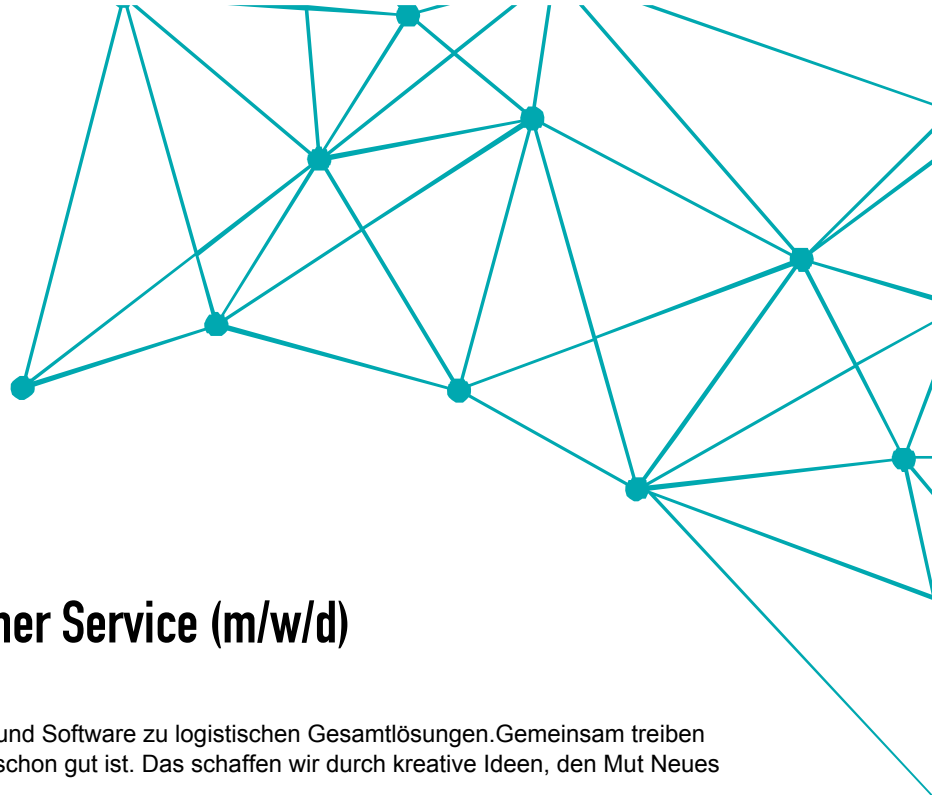 ner Service (m/w/d)
und Software zu logistischen Gesamtlösungen.Gemeinsam treiben
schon gut ist. Das schaffen wir durch kreative Ideen, den Mut Neues